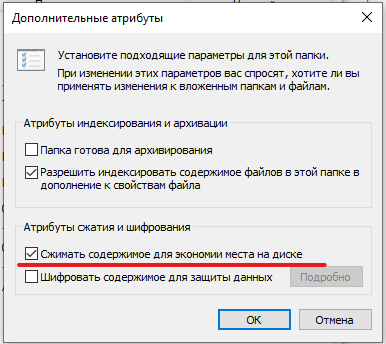 Дополнительные атрибуты
Установите подходящие параметры для этой папки.
При изменении этих параметров вас спросят, хотите ли вы
применять изменения к вложенным папкам и файлам.
Атрибуты индексирования и архивации
Папка готова для архивирования
Разрешить индексировать содержимое файлов в этой папке в
дополнение к свойствам файла
Атрибуты сжатия и шифрования
Сжимать содержимое для экономии места на диске
Шифровать содержимое для защиты данных
Подробно
ОК
Отмена